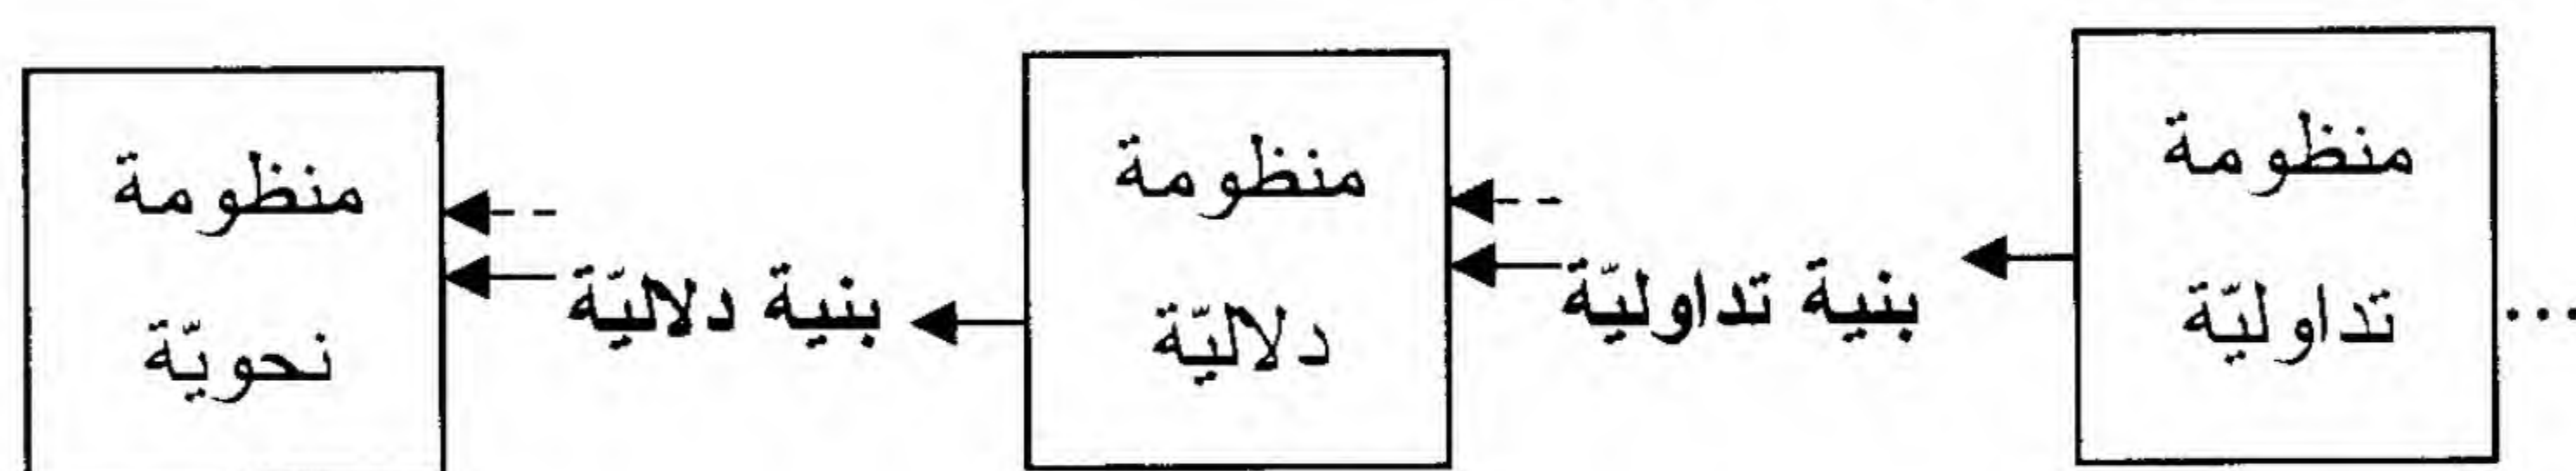 منظومة
تداوليّة
...
بنية تداوليّة
منظومة
دلاليّة
بنية دلاليّة
منظومة
نحويّة